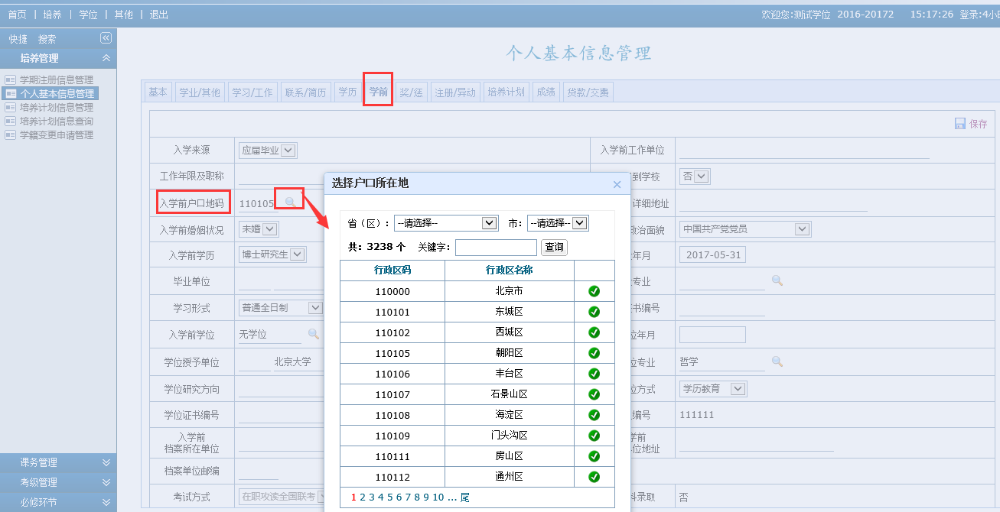 首页 | 培养 | 学位 | 其他 | 退出
欢迎您:测试学位 2016-20172 15:17:26 登录:4小
快捷 搜索
培养管理
学期注册信息管理
个人基本信息管理
培养计划信息管理
培养计划信息查询
学籍变更申请管理
课务管理
考级管理
必修环节
个人基本信息管理
基本 学业/其他 学习/工作 联系/简历 学历 学前 奖/惩 注册/异动 培养计划 成绩 贷款/交费
保存
入学来源 应届毕业 入学前工作单位
工作年限及职称 到学校 否
入学前户口地码 110105 详细地址
入学前婚姻状况 未婚 政治面貌 中国共产党党员
入学前学历 博士研究生 年月 2017-05-31
毕业单位 专业
学习形式 普通全日制 书编号
入学前学位 无学位 位年月
学位授予单位 北京大学 位专业 哲学
学位研究方向 位方式 学历教育
学位证书编号 编号 111111
入学前 学前
档案所在单位 位地址
档案单位邮编
考试方式 在职攻读全国联考 科录取 否
选择户口所在地 ×
省（区）: --请选择-- 市: --请选择--
共: 3238 个 关键字: 查询
行政区码 行政区名称
110000 北京市
110101 东城区
110102 西城区
110105 朝阳区
110106 丰台区
110107 石景山区
110108 海淀区
110109 门头沟区
110111 房山区
110112 通州区
1 2 3 4 5 6 7 8 9 10 ... 尾